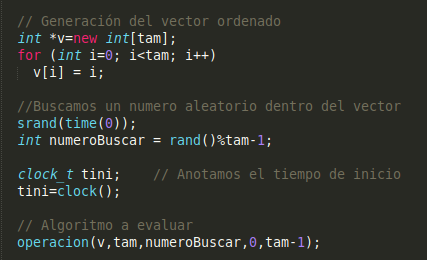 // Generación del vector ordenado
int *v=new int[tam];
for (int i=0; i<tam; i++)
v[i] = i;
//Buscamos un numero aleatorio dentro del vector
srand(time(0));
int numeroBuscar = rand()%tam-1;
clock_t tini;    // Anotamos el tiempo de inicio
tini=clock();
// Algoritmo a evaluar
operacion(v,tam,numeroBuscar,0,tam-1);